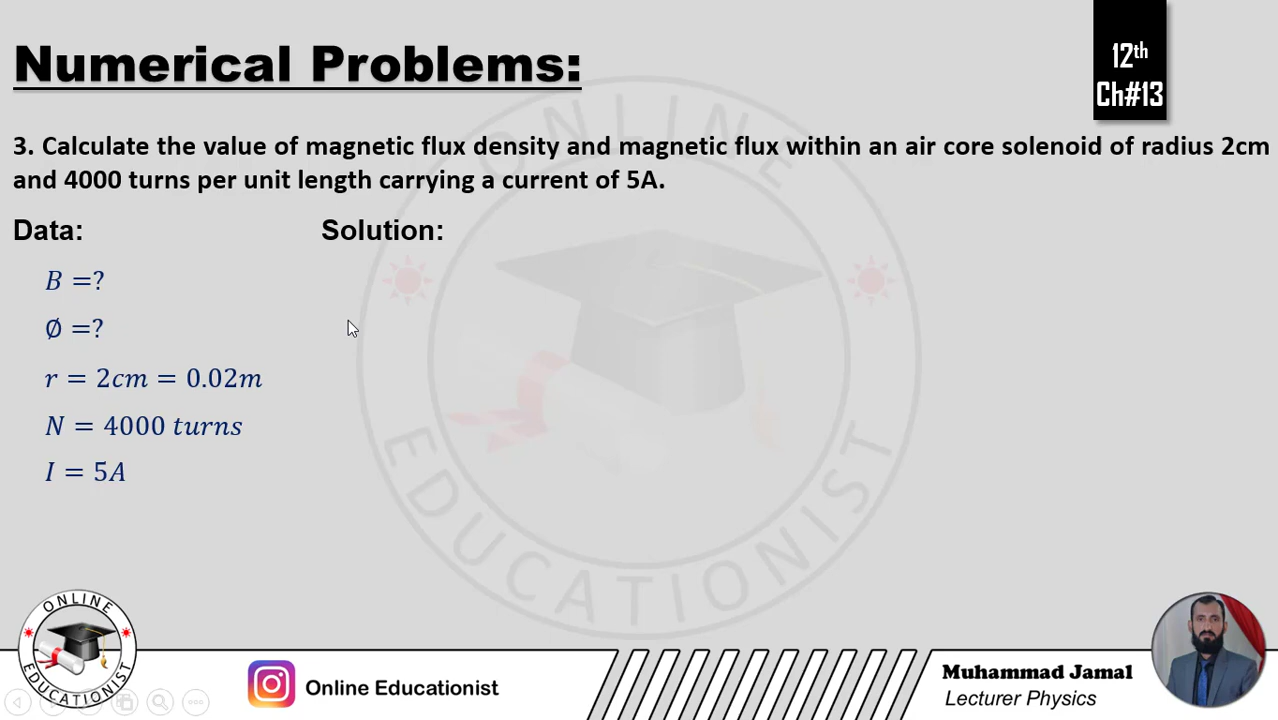 Numerical Problems:
12th
Ch#13
3. Calculate the value of magnetic flux density and magnetic flux within an air core solenoid of radius 2cm
and 4000 turns per unit length carrying a current of 5A.
Data:
Solution:
B =?
∅ =?
r = 2cm = 0.02m
N = 4000 turns
I = 5A
ONLINE
EDUCATIONIST
ONLINE
EDUCATIONIST
Online Educationist
Muhammad Jamal
Lecturer Physics